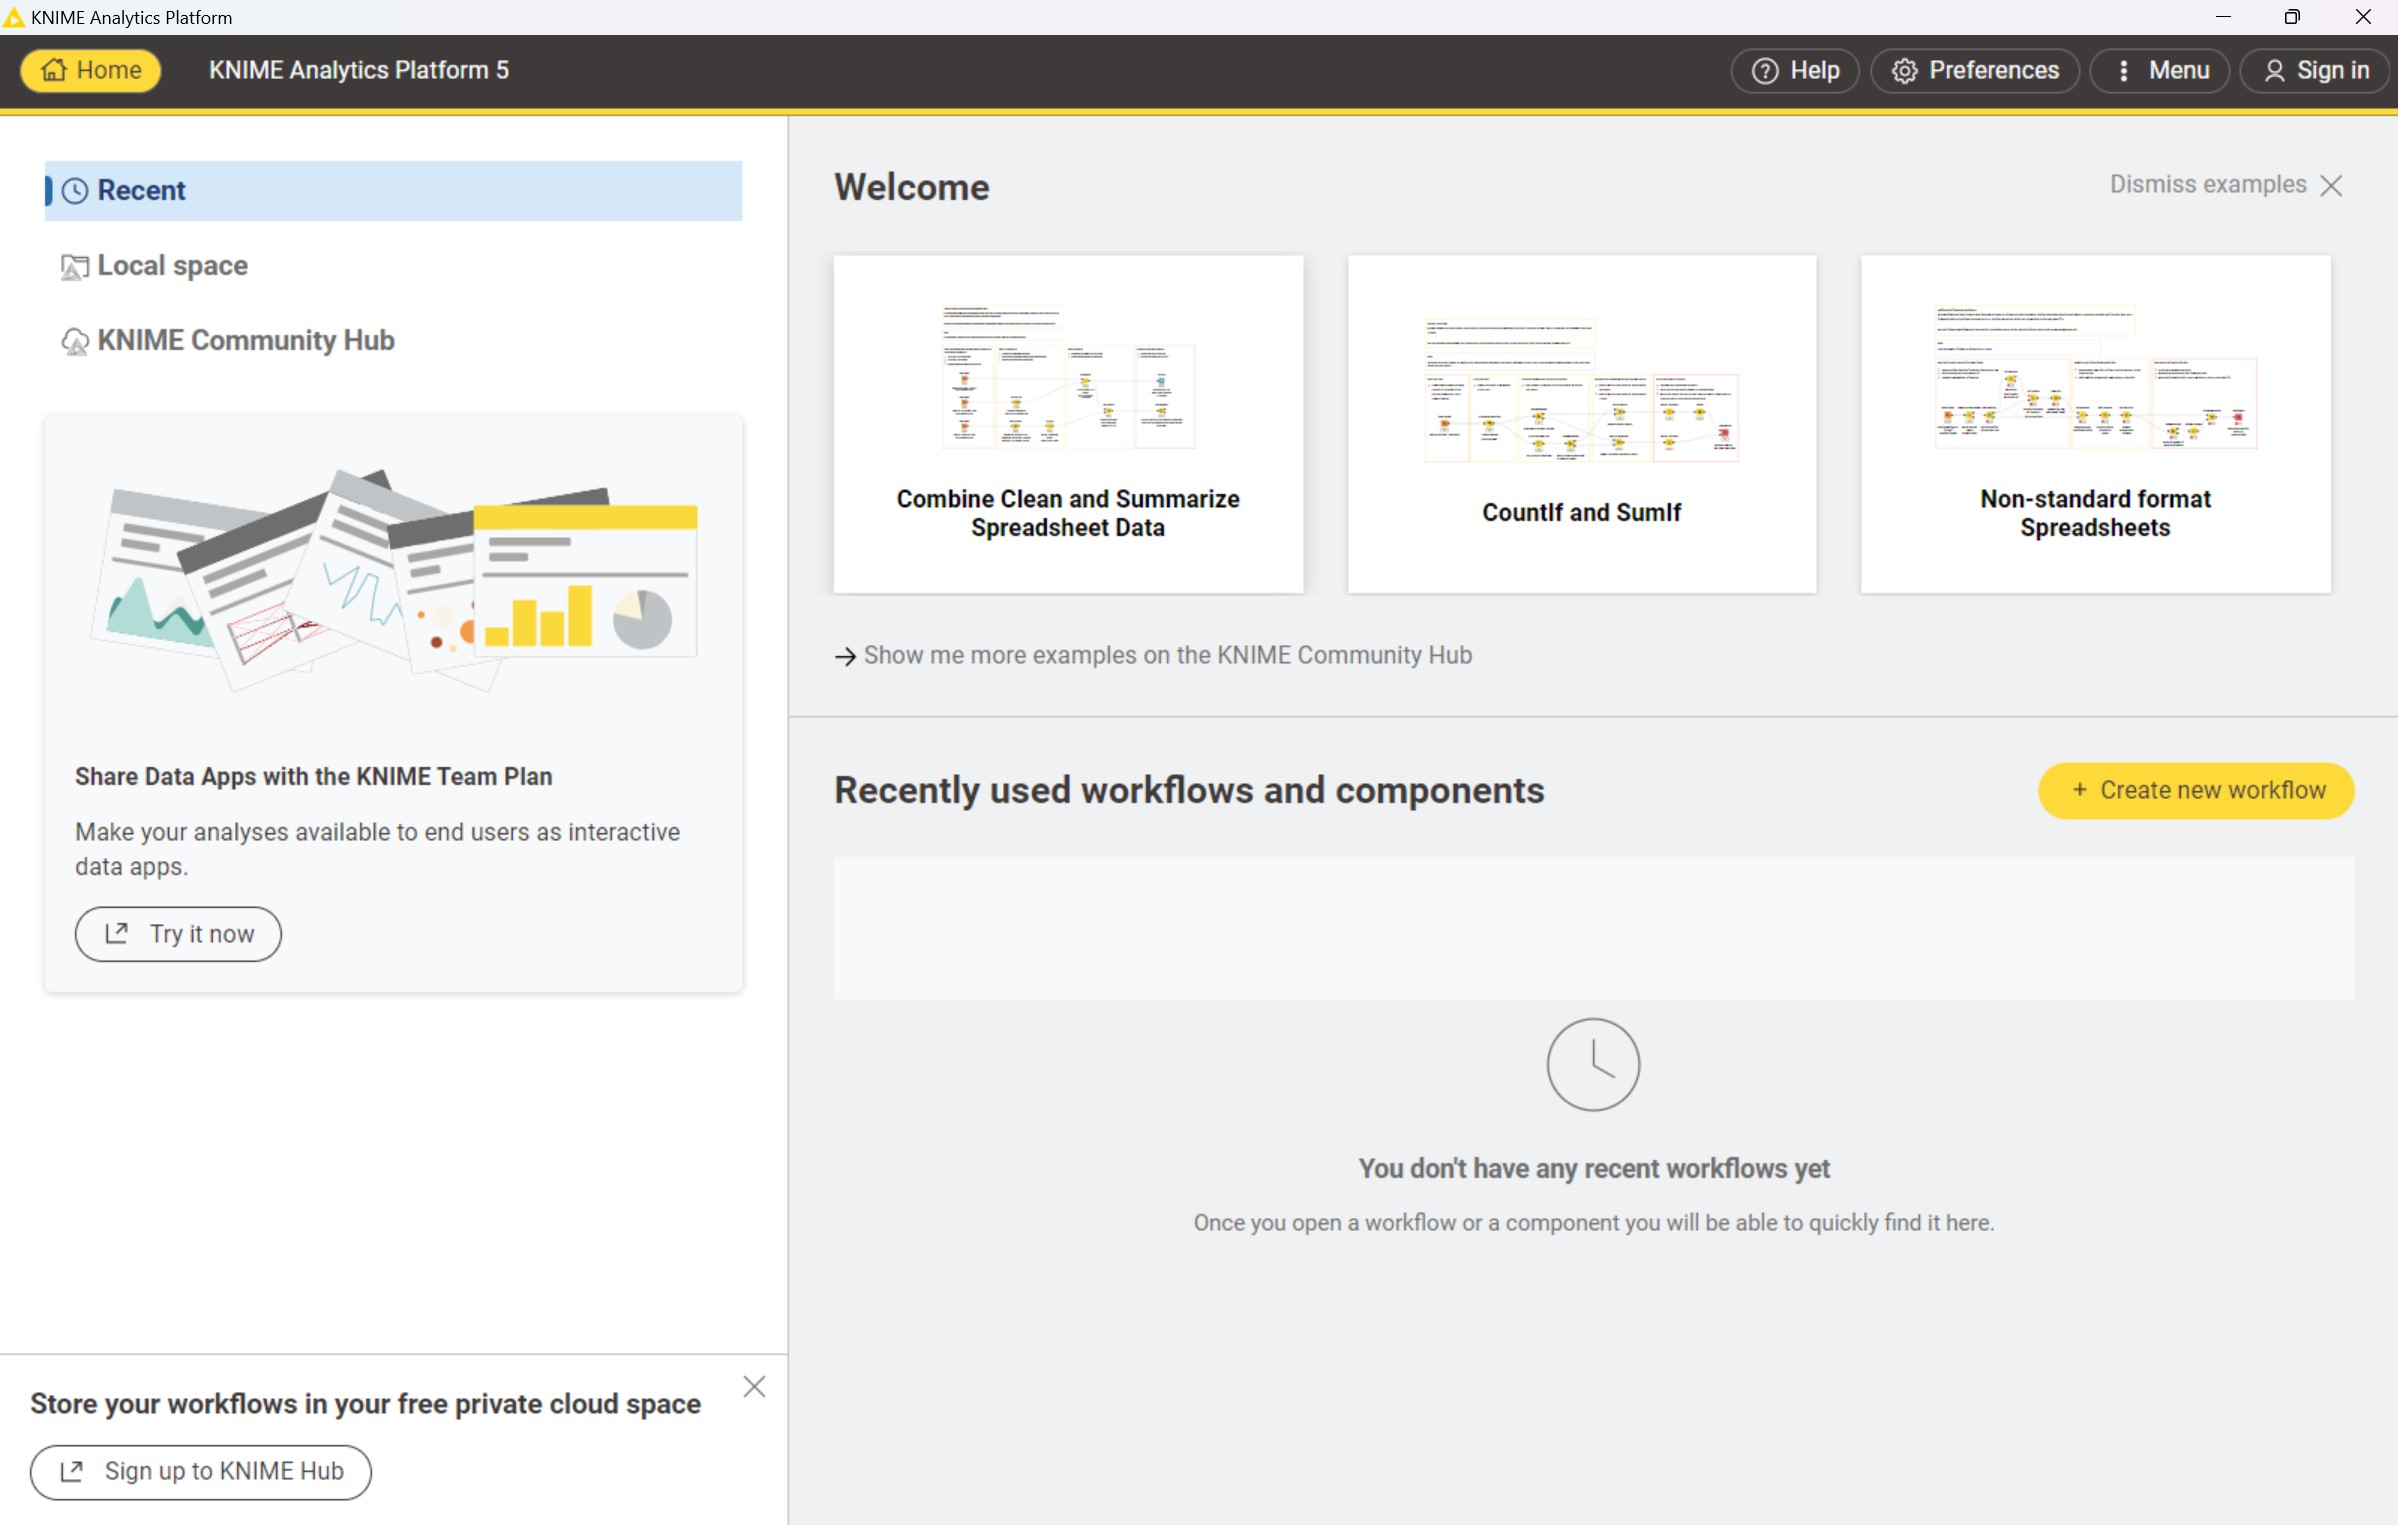 KNIME Analytics Platform
Home
KNIME Analytics Platform 5
Help
Preferences
Menu
Sign in
Recent
Local space
KNIME Community Hub
Share Data Apps with the KNIME Team Plan
Make your analyses available to end users as interactive
data apps.
Try it now
Store your workflows in your free private cloud space
Sign up to KNIME Hub
Welcome
Dismiss examples
Combine Clean and Summarize
Spreadsheet Data
CountIf and SumIf
Non-standard format
Spreadsheets
Show me more examples on the KNIME Community Hub
Recently used workflows and components
+ Create new workflow
You don't have any recent workflows yet
Once you open a workflow or a component you will be able to quickly find it here.